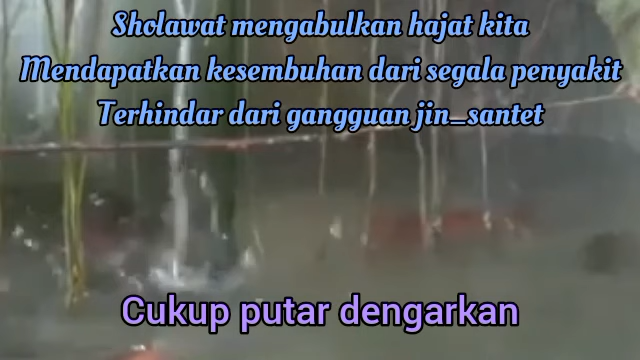 Sholawat mengabulkan hajat kita
Mendapatkan kesembuhan dari segala penyakit
Terhindar dari gangguan jin_santet
Cukup putar dengarkan